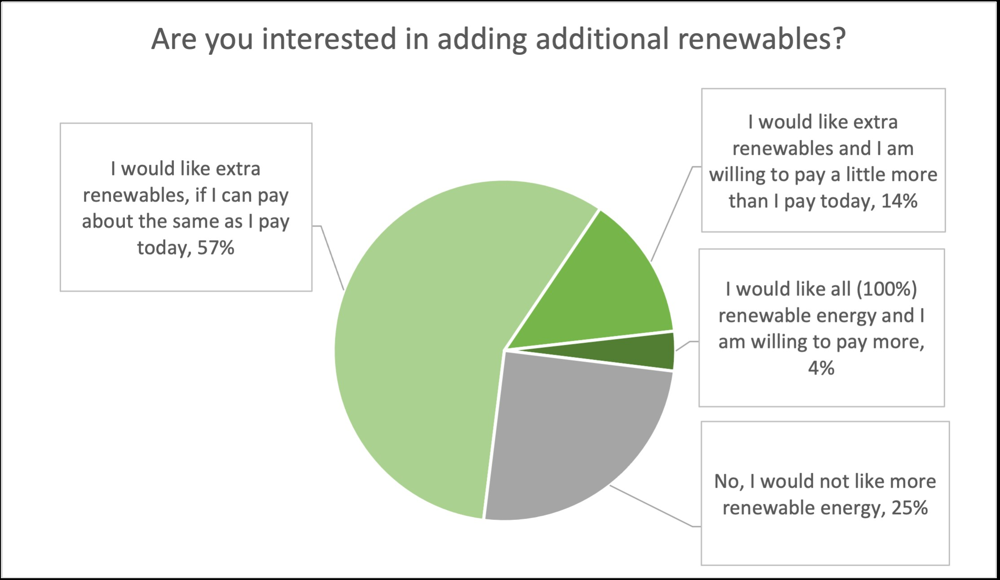 Are you interested in adding additional renewables?
I would like extra
renewables, if I can pay
about the same as I pay
today, 57%
I would like extra
renewables and I am
willing to pay a little more
than I pay today, 14%
I would like all (100%)
renewable energy and I
am willing to pay more,
4%
No, I would not like more
renewable energy, 25%